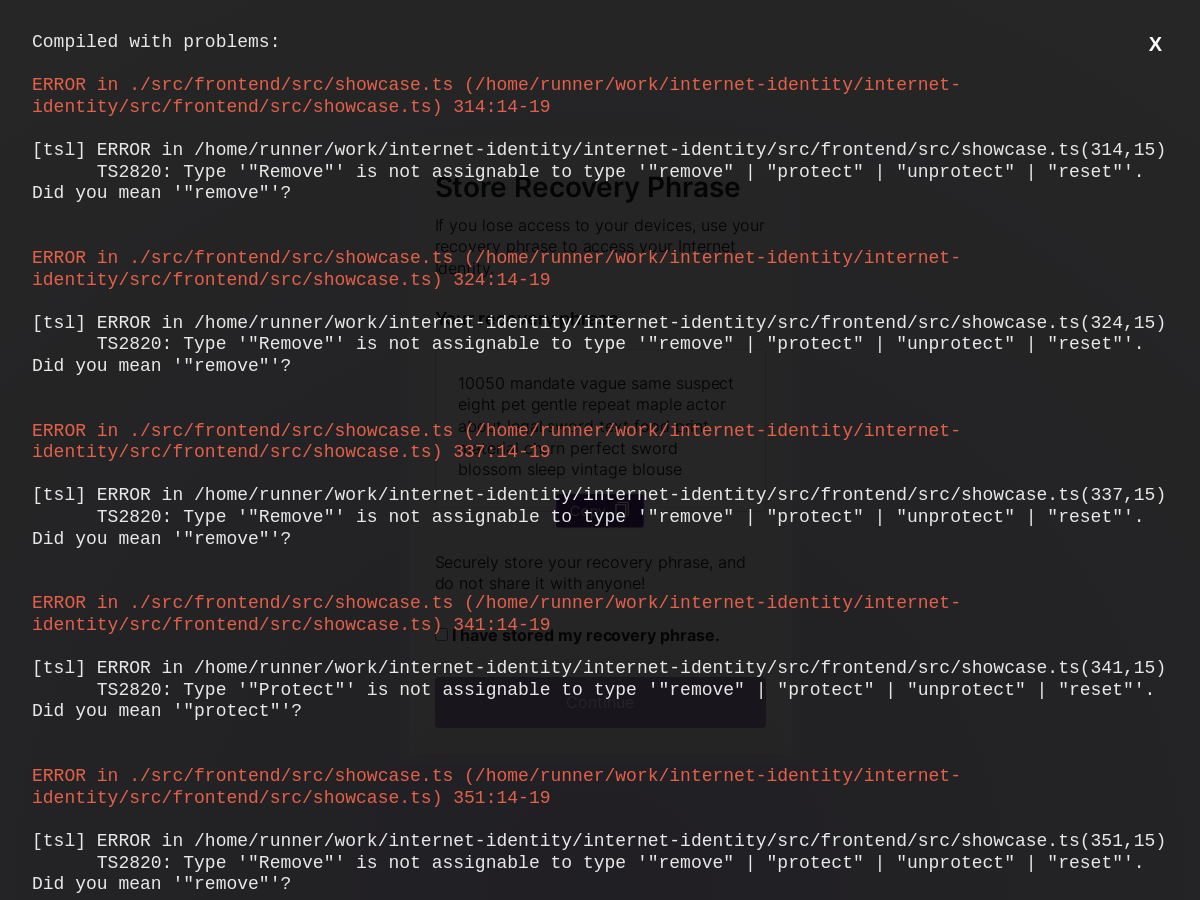 Compiled with problems:
X
ERROR in ./src/frontend/src/showcase.ts (/home/runner/work/internet-identity/internet-
identity/src/frontend/src/showcase.ts) 314:14-19
[tsl] ERROR in /home/runner/work/internet-identity/internet-identity/src/frontend/src/showcase.ts(314,15)
TS2820: Type '"Remove"' is not assignable to type '"remove" | "protect" | "unprotect" | "reset"'.
Did you mean '"remove"'?
Store Recovery Phrase
If you lose access to your devices, use your
recovery phrase to access your Internet
Identity.
ERROR in ./src/frontend/src/showcase.ts (/home/runner/work/internet-identity/internet-
identity/src/frontend/src/showcase.ts) 324:14-19
Your recovery phrase
[tsl] ERROR in /home/runner/work/internet-identity/internet-identity/src/frontend/src/showcase.ts(324,15)
TS2820: Type '"Remove"' is not assignable to type '"remove" | "protect" | "unprotect" | "reset"'.
Did you mean '"remove"'?
10050 mandate vague same suspect
eight pet gentle repeat maple actor
perfect sword
blossom sleep vintage blouse
ERROR in ./src/frontend/src/showcase.ts (/home/runner/work/internet-identity/internet-
identity/src/frontend/src/showcase.ts) 337:14-19
[tsl] ERROR in /home/runner/work/internet-identity/internet-identity/src/frontend/src/showcase.ts(337,15)
TS2820: Type '"Remove"' is not assignable to type '"remove" | "protect" | "unprotect" | "reset"'.
Did you mean '"remove"'?
Copy
Securely store your recovery phrase, and
do not share it with anyone!
ERROR in ./src/frontend/src/showcase.ts (/home/runner/work/internet-identity/internet-
identity/src/frontend/src/showcase.ts) 341:14-19
I have stored my recovery phrase.
[tsl] ERROR in /home/runner/work/internet-identity/internet-identity/src/frontend/src/showcase.ts(341,15)
TS2820: Type '"Protect"' is not assignable to type '"remove" | "protect" | "unprotect" | "reset"'.
Did you mean '"protect"'?
Continue
ERROR in ./src/frontend/src/showcase.ts (/home/runner/work/internet-identity/internet-
identity/src/frontend/src/showcase.ts) 351:14-19
[tsl] ERROR in /home/runner/work/internet-identity/internet-identity/src/frontend/src/showcase.ts(351,15)
TS2820: Type '"Remove"' is not assignable to type '"remove" | "protect" | "unprotect" | "reset"'.
Did you mean '"remove"'?